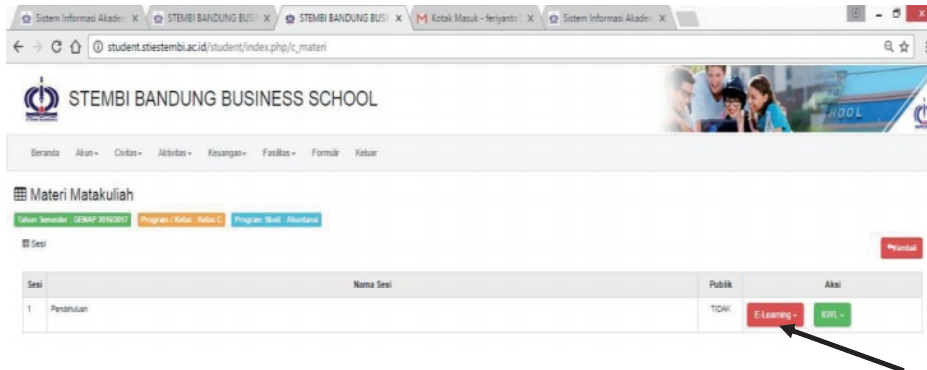 Sistem Informasi Akader X STEMBI BANDUNG BUSI X STEMBI BANDUNG BUSI X Kotak Masuk - feriyanto X Sistem Informasi Akader X
student.stiestembi.ac.id/student/index.php/c_materi
STEMBI BANDUNG BUSINESS SCHOOL
HOOL
Beranda Akun Civitas Aktivitas Keuangan Fasilitas Formulir Keluar
Materi Matakuliah
Tahun Semester : GENAP 2016/2017 Program / Kelas : Kelas C Program Studi : Akuntansi
Sesi Kembali
Sesi Nama Sesi Publik Aksi
1 Pendahuluan TIDAK E-Learning KWL